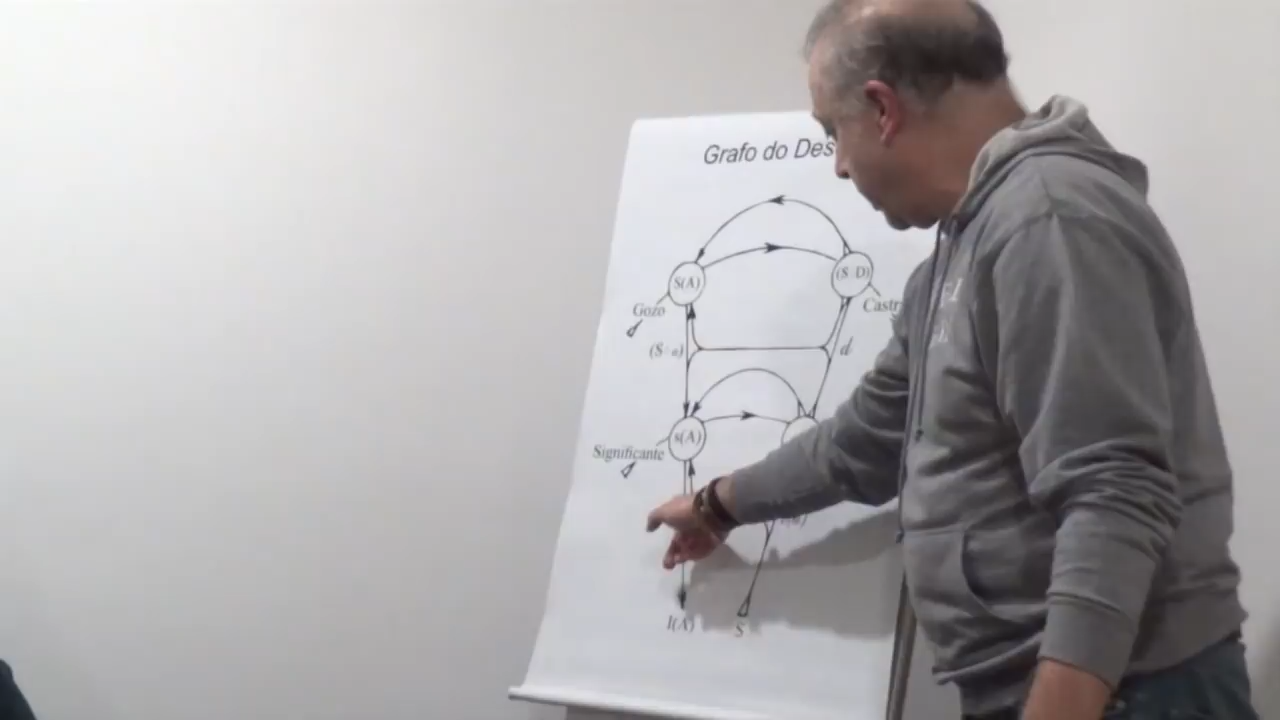 Grafo do Des
S(A)
(S D)
Gozo
Castr
d
s(A)
Significante
I(A)
S